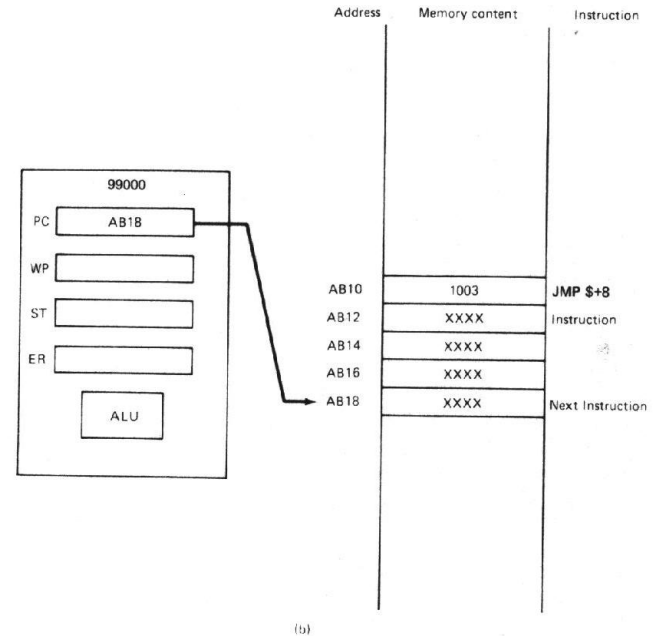 Address Memory content Instruction
99000
PC AB18
WP
ST
ER
ALU
AB10 1003 JMP $+8
AB12 XXXX Instruction
AB14 XXXX
AB16 XXXX
AB18 XXXX Next Instruction
(b)